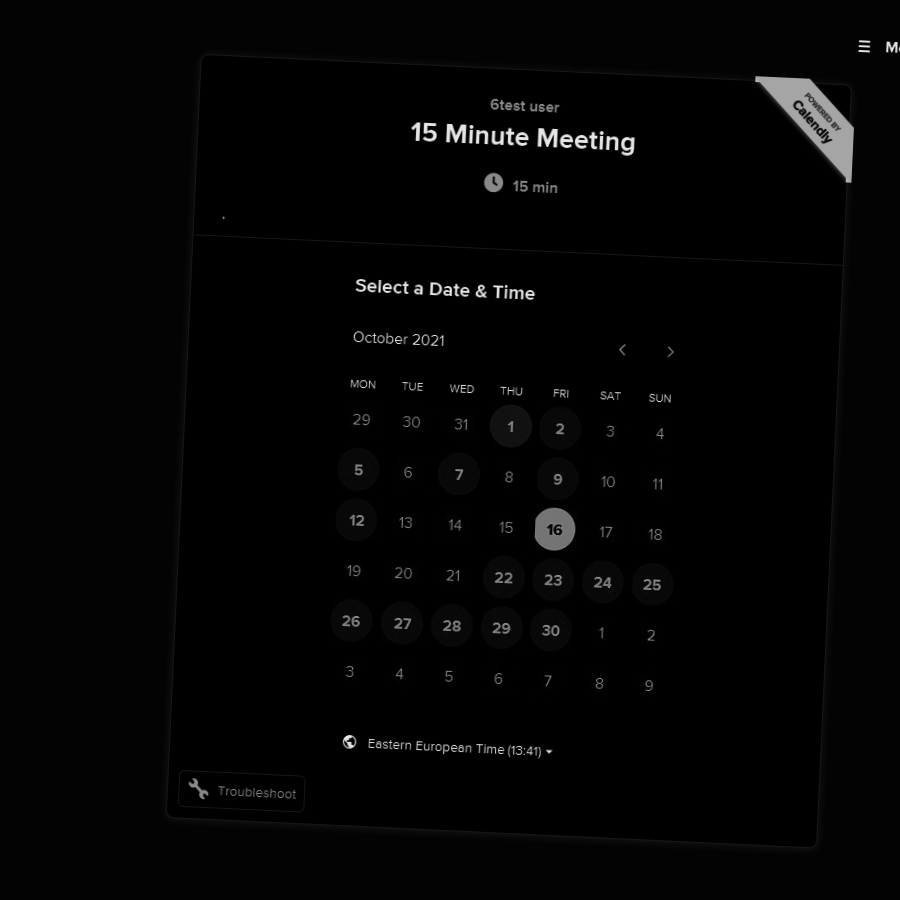 ☰ M
6test user
15 Minute Meeting
15 min
POWERED BY
Calendly
.
Select a Date & Time
October 2021
MON TUE WED THU FRI SAT SUN
29 30 31 1 2 3 4
5 6 7 8 9 10 11
12 13 14 15 16 17 18
19 20 21 22 23 24 25
26 27 28 29 30 1 2
3 4 5 6 7 8 9
Eastern European Time (13:41)
Troubleshoot